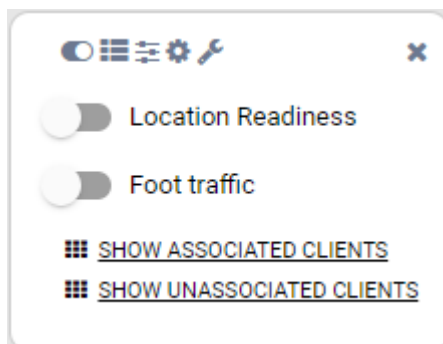 Location Readiness
Foot traffic
SHOW ASSOCIATED CLIENTS
SHOW UNASSOCIATED CLIENTS